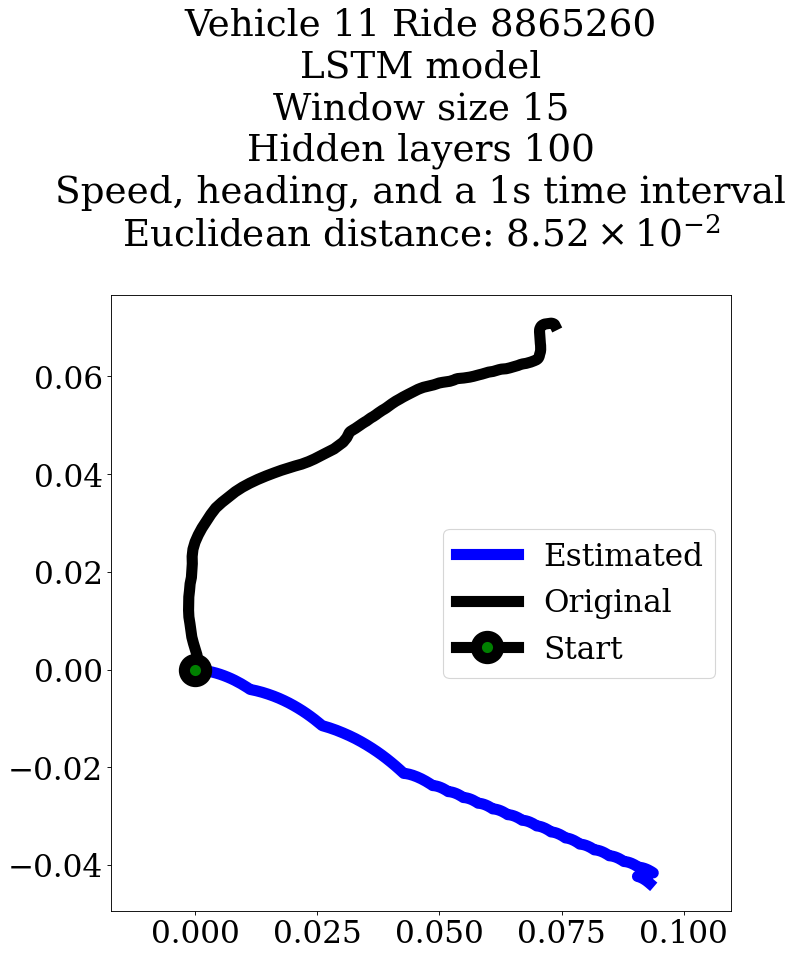 Vehicle 11 Ride 8865260
LSTM model
Window size 15
Hidden layers 100
Speed, heading, and a 1s time interval
Euclidean distance: 8.52 × 10⁻²
0.06
0.04
0.02
0.00
−0.02
−0.04
Estimated
Original
Start
0.000 0.025 0.050 0.075 0.100